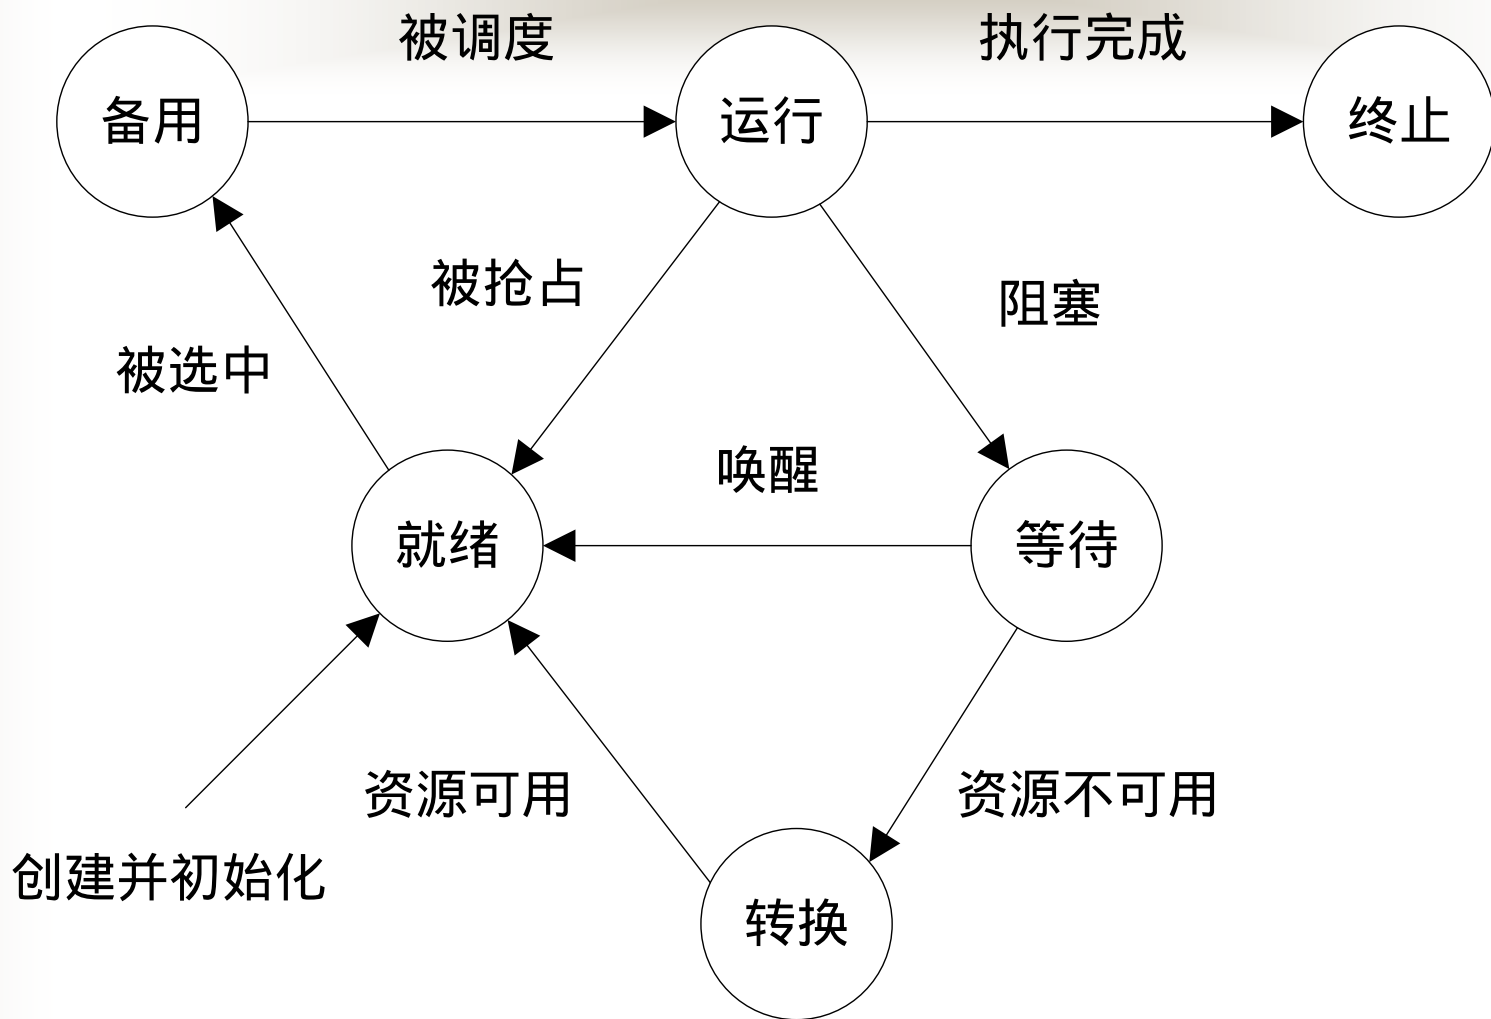 被调度
执行完成
备用
运行
终止
被抢占
阻塞
被选中
唤醒
就绪
等待
资源可用
资源不可用
创建并初始化
转换